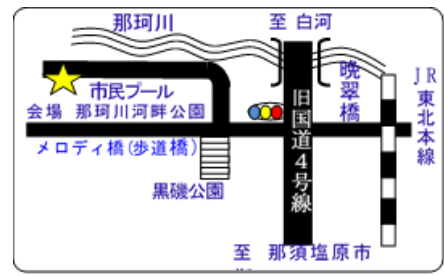 那珂川
至 白河
晩翠橋
JR東北本線
市民プール
会場 那珂川河畔公園
旧国道4号線
メロディ橋(歩道橋)
黒磯公園
至 那須塩原市